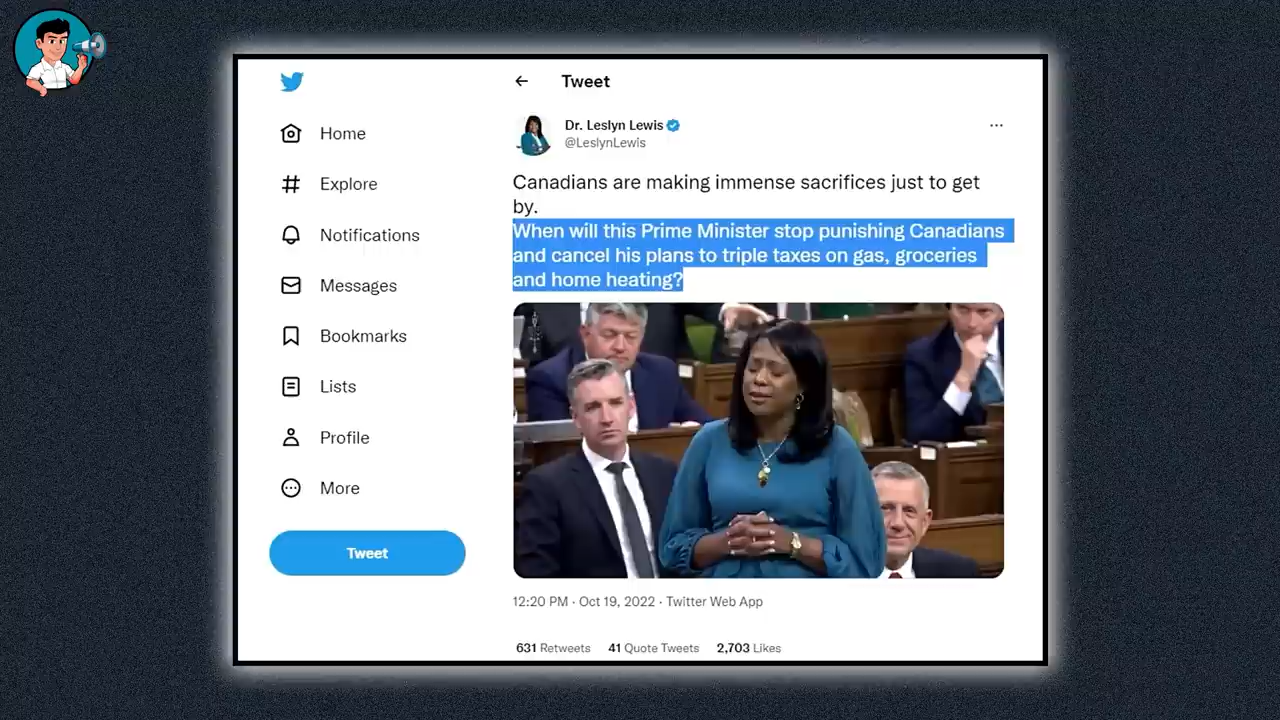 Tweet
Home
Explore
Notifications
Messages
Bookmarks
Lists
Profile
More
Tweet
Dr. Leslyn Lewis
@LeslynLewis
Canadians are making immense sacrifices just to get
by.
When will this Prime Minister stop punishing Canadians
and cancel his plans to triple taxes on gas, groceries
and home heating?
12:20 PM · Oct 19, 2022 · Twitter Web App
631 Retweets 41 Quote Tweets 2,703 Likes